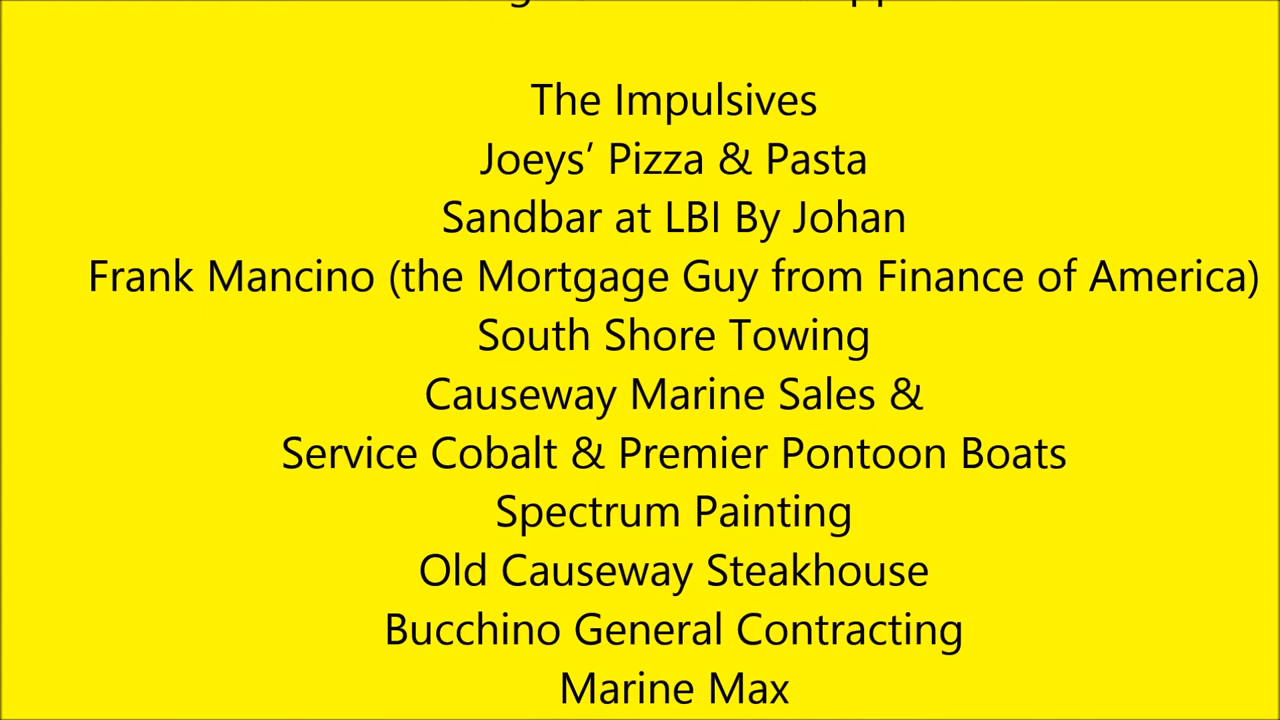 The Impulsives
Joeys’ Pizza & Pasta
Sandbar at LBI By Johan
Frank Mancino (the Mortgage Guy from Finance of America)
South Shore Towing
Causeway Marine Sales &
Service Cobalt & Premier Pontoon Boats
Spectrum Painting
Old Causeway Steakhouse
Bucchino General Contracting
Marine Max